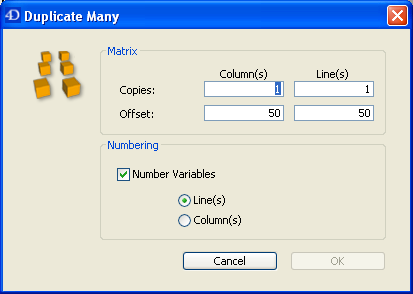 4D Duplicate Many
Matrix
Column(s) Line(s)
Copies: 1 1
Offset: 50 50
Numbering
Number Variables
Line(s)
Column(s)
Cancel OK